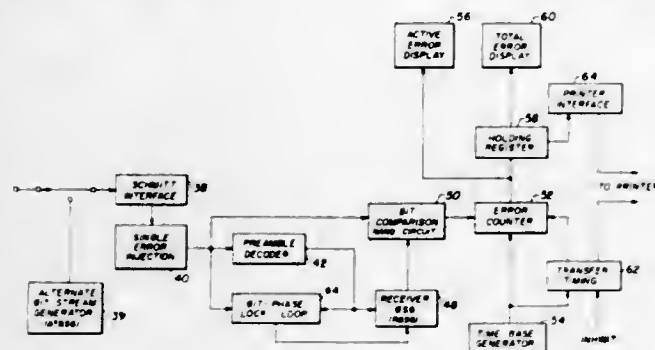 56
ACTIVE
ERROR
DISPLAY
60
TOTAL
ERROR
DISPLAY
64
PRINTER
INTERFACE
58
HOLDING
REGISTER
SCHMITT
INTERFACE
38
50
BIT
COMPARISON
NAND CIRCUIT
52
ERROR
COUNTER
TO PRINTER
SINGLE
ERROR
INJECTION
40
PREAMBLE
DECODER
42
44
BIT-PHASE
LOCK LOOP
RECEIVER
48
TRANSFER
TIMING
62
ALTERNATE
BIT STREAM
GENERATOR
39
TIME BASE
GENERATOR
54